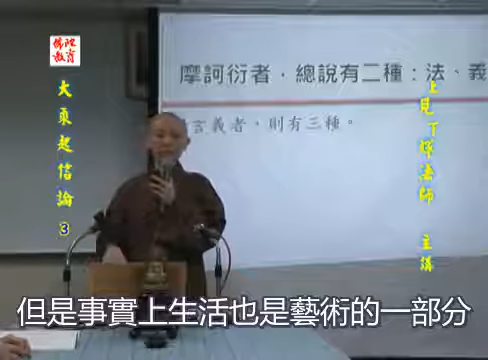 佛陀教育
大乘起信論 3
摩訶衍者．總說有二種：法、義
言義者，則有三種。
上見下輝法師 主講
但是事實上生活也是藝術的一部分